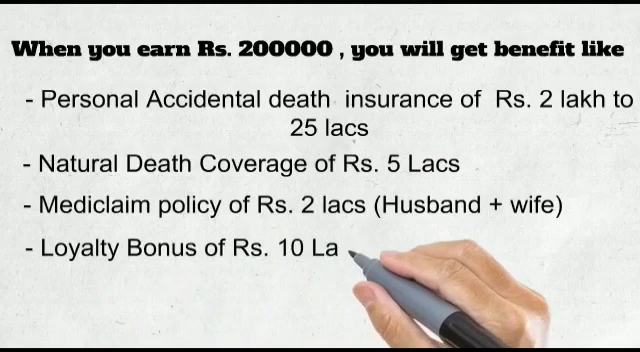 When you earn Rs. 200000 , you will get benefit like
- Personal Accidental death insurance of Rs. 2 lakh to
25 lacs
- Natural Death Coverage of Rs. 5 Lacs
- Mediclaim policy of Rs. 2 lacs (Husband + wife)
- Loyalty Bonus of Rs. 10 La